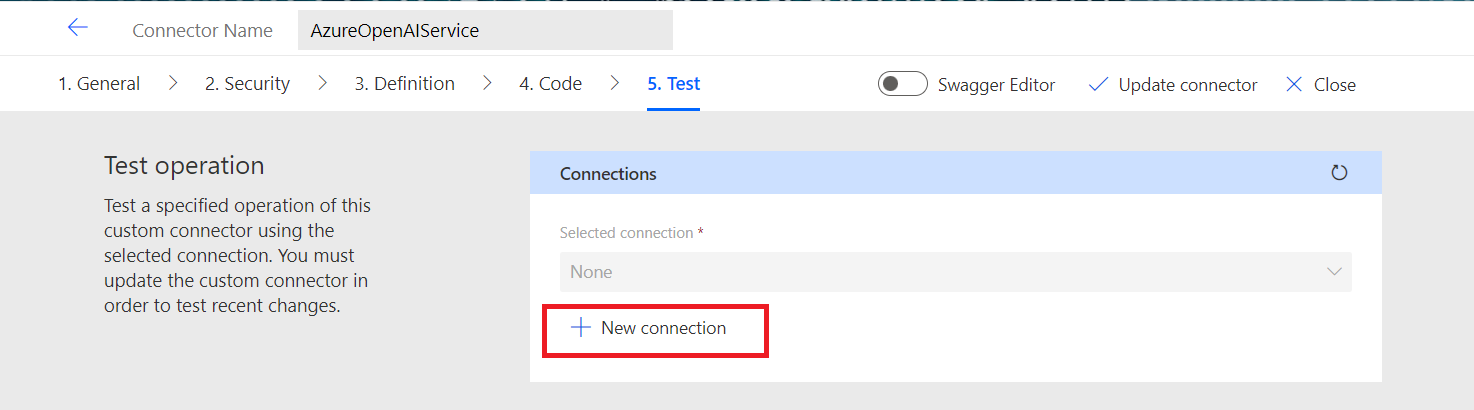 Connector Name AzureOpenAIService
1. General 2. Security 3. Definition 4. Code 5. Test Swagger Editor Update connector Close
Test operation
Test a specified operation of this
custom connector using the
selected connection. You must
update the custom connector in
order to test recent changes.
Connections
Selected connection *
None
New connection